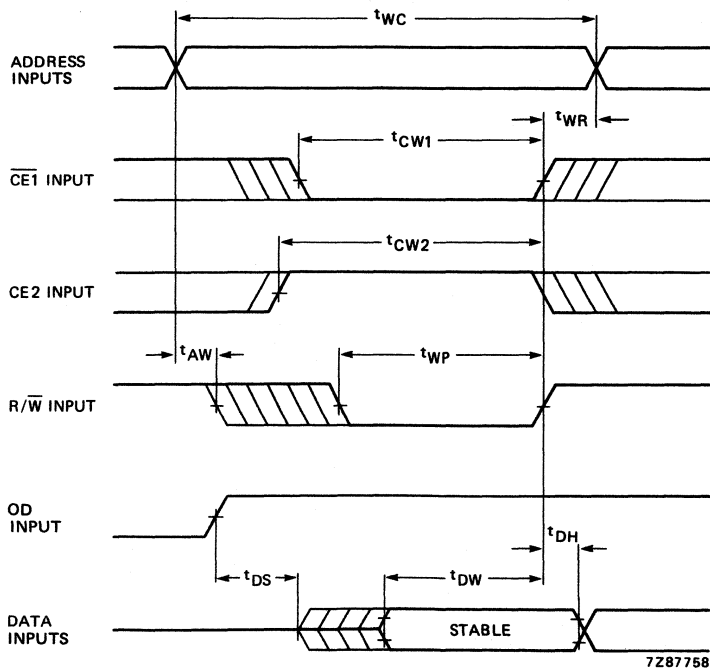 tWC
ADDRESS
INPUTS
tWR
tCW1
CE1 INPUT
tCW2
CE2 INPUT
tAW
tWP
R/W INPUT
OD
INPUT
tDH
tDS
tDW
DATA
INPUTS
STABLE
7Z87758